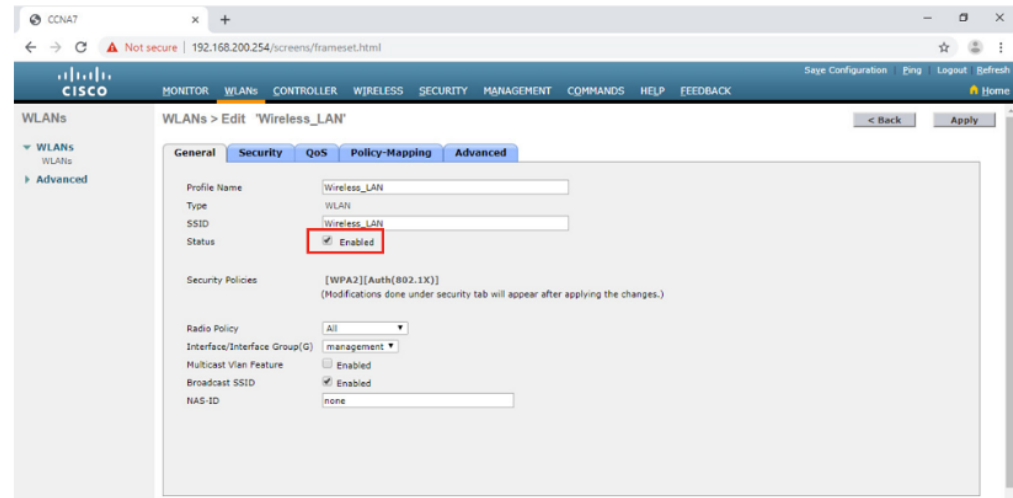 CCNA7
Not secure | 192.168.200.254/screens/frameset.html
Save Configuration Ping Logout Refresh
CISCO MONITOR WLANs CONTROLLER WIRELESS SECURITY MANAGEMENT COMMANDS HELP FEEDBACK Home
WLANs WLANs > Edit 'Wireless_LAN' < Back Apply
WLANs
WLANs
Advanced
General Security QoS Policy-Mapping Advanced
Profile Name Wireless_LAN
Type WLAN
SSID Wireless_LAN
Status Enabled
Security Policies [WPA2][Auth(802.1X)]
(Modifications done under security tab will appear after applying the changes.)
Radio Policy All
Interface/Interface Group(G) management
Multicast Vlan Feature Enabled
Broadcast SSID Enabled
NAS-ID none